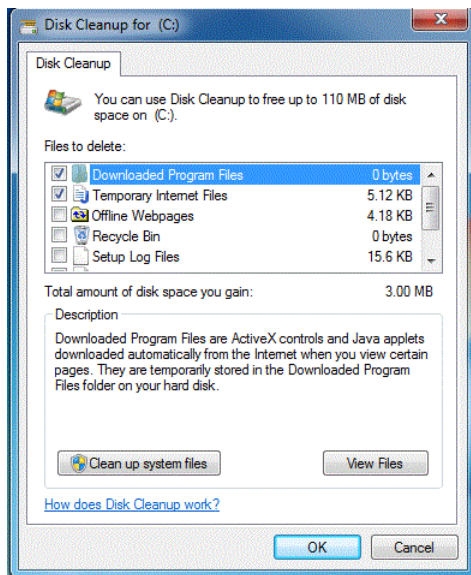 Disk Cleanup for (C:)
Disk Cleanup
You can use Disk Cleanup to free up to 110 MB of disk
space on (C:).
Files to delete:
Downloaded Program Files 0 bytes
Temporary Internet Files 5.12 KB
Offline Webpages 4.18 KB
Recycle Bin 0 bytes
Setup Log Files 15.6 KB
Total amount of disk space you gain: 3.00 MB
Description
Downloaded Program Files are ActiveX controls and Java applets
downloaded automatically from the Internet when you view certain
pages. They are temporarily stored in the Downloaded Program
Files folder on your hard disk.
Clean up system files View Files
How does Disk Cleanup work?
OK Cancel